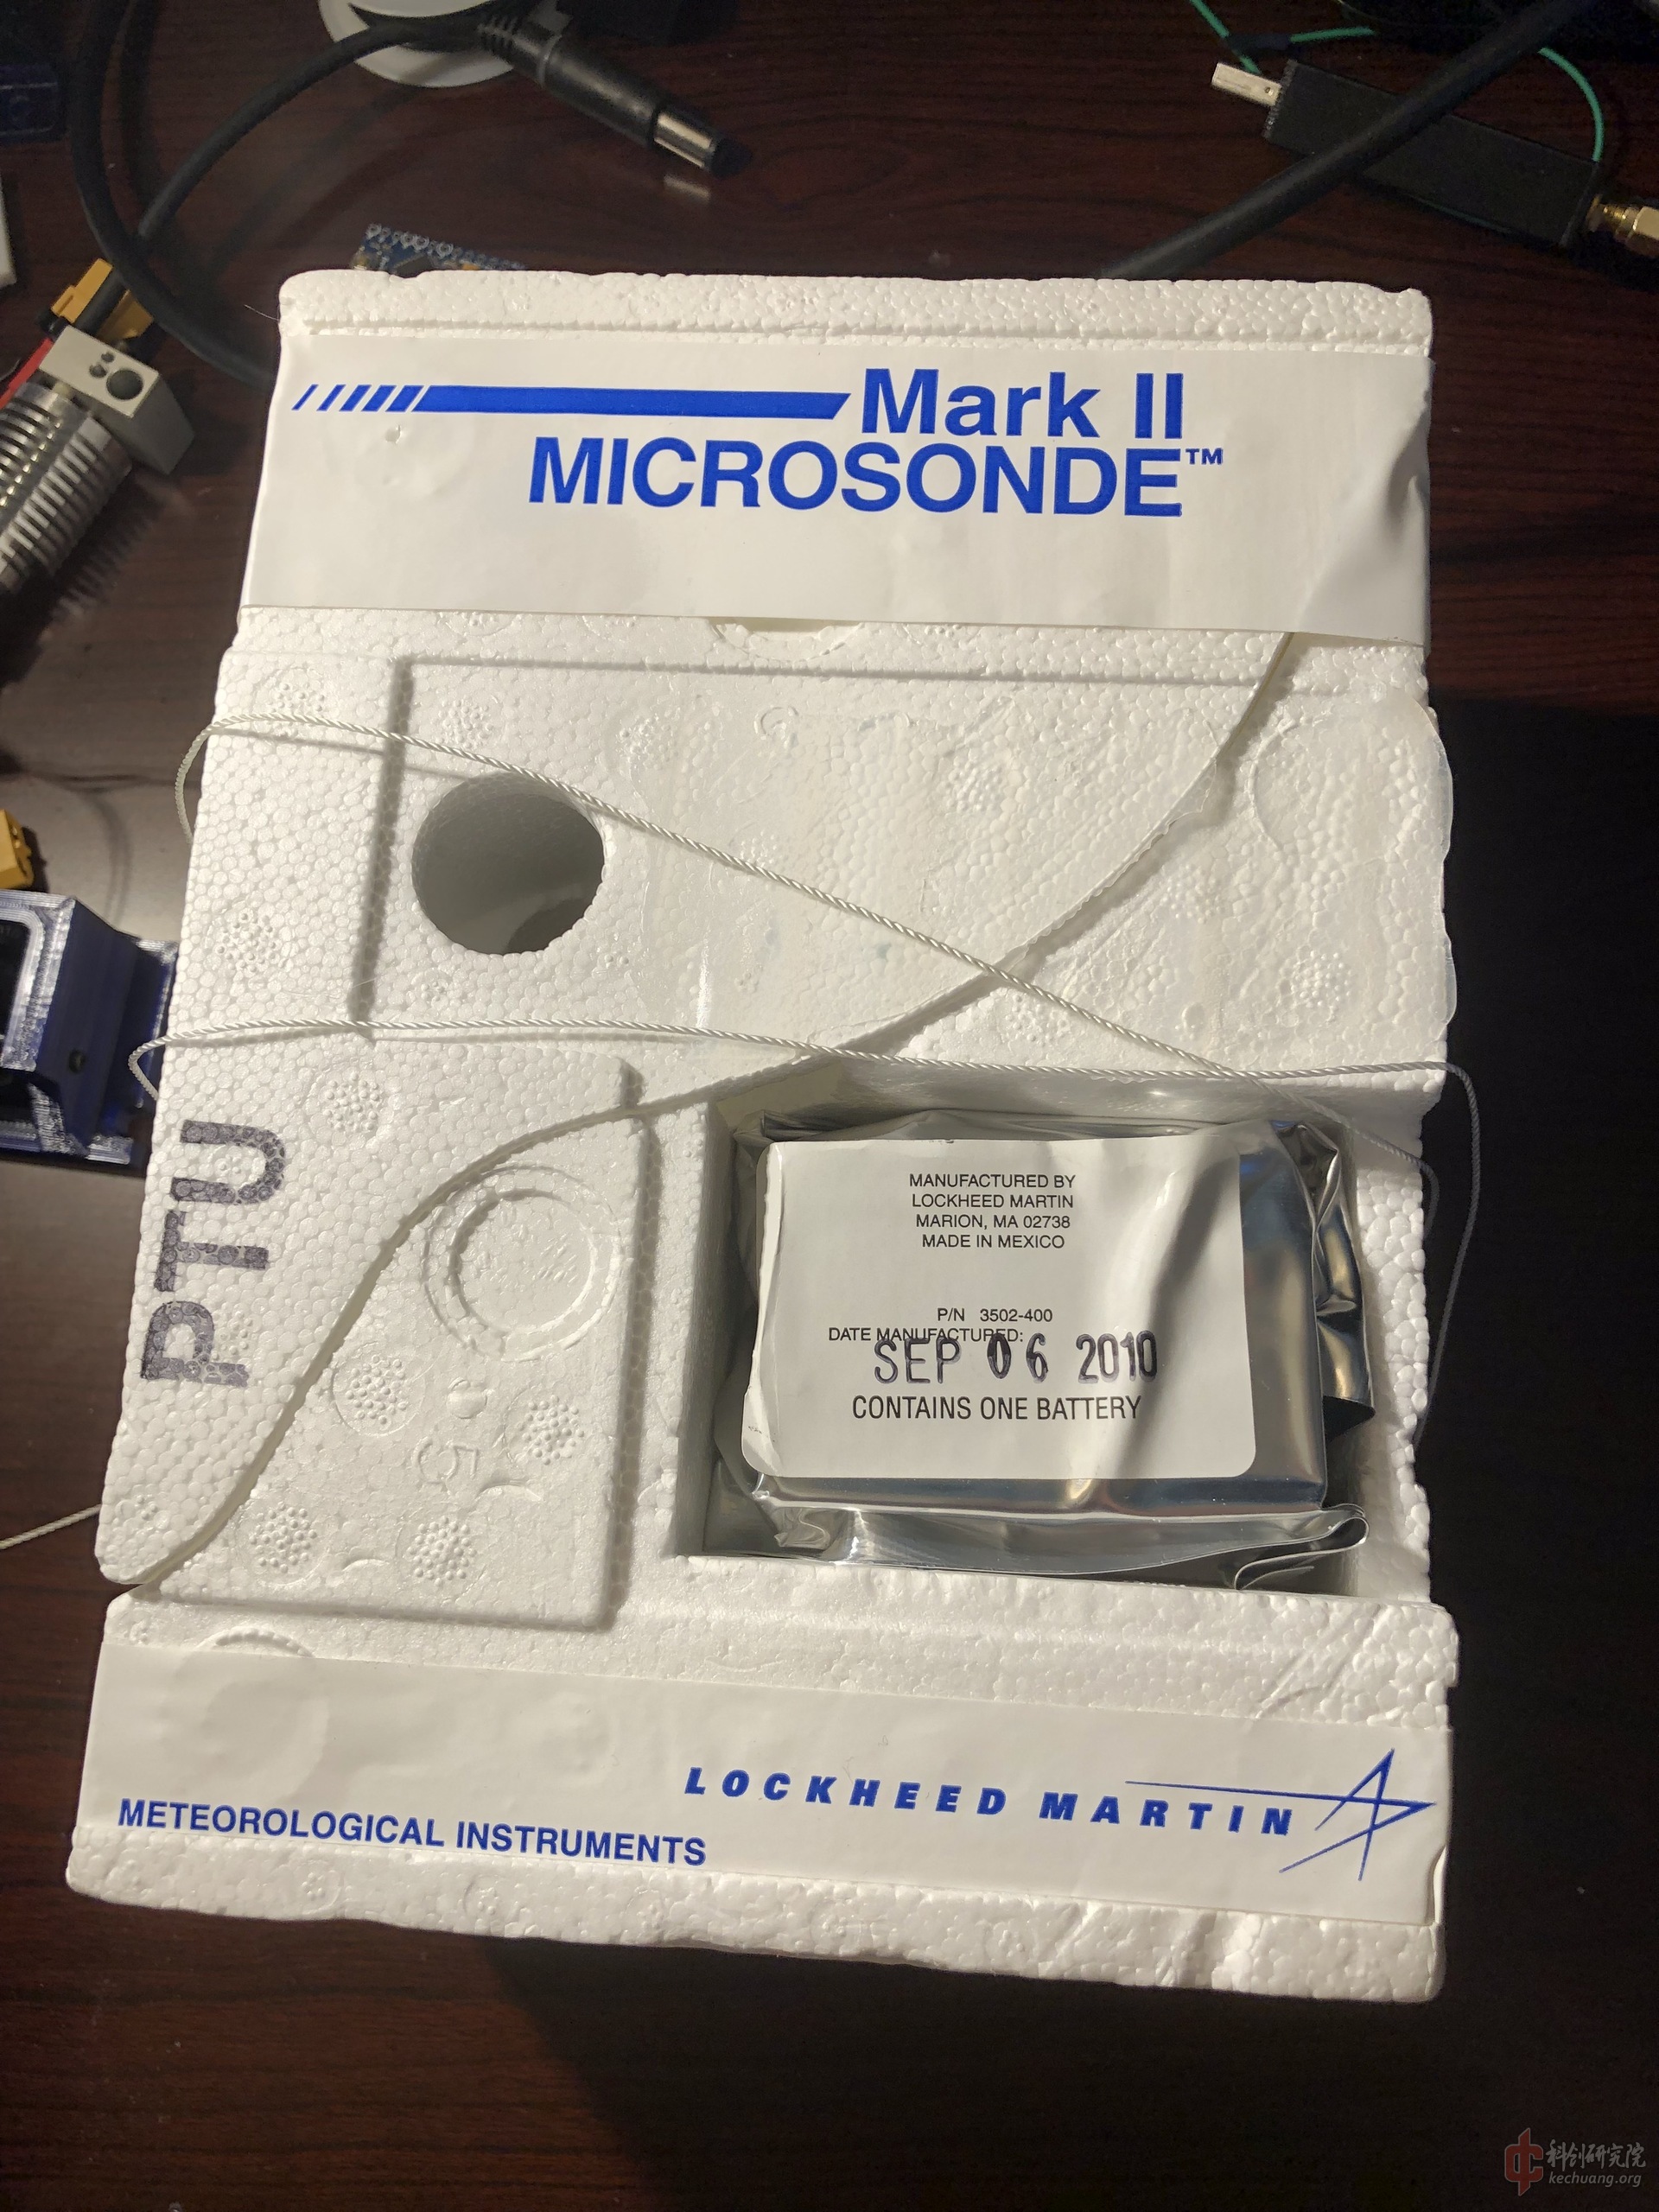 Mark II
MICROSONDE™
PTU
MANUFACTURED BY
LOCKHEED MARTIN
MARION, MA 02738
MADE IN MEXICO
P/N 3502-400
DATE MANUFACTURED:
SEP 06 2010
CONTAINS ONE BATTERY
LOCKHEED MARTIN
METEOROLOGICAL INSTRUMENTS
科创研究院
kechuang.org